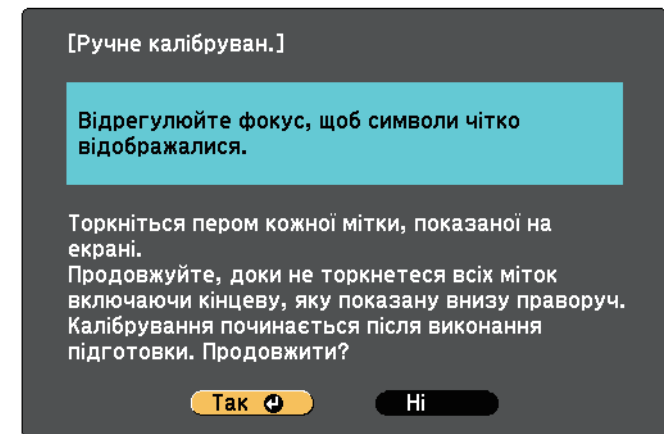 [Ручне калібруван.]
Відрегулюйте фокус, щоб символи чітко
відображалися.
Торкніться пером кожної мітки, показаної на
екрані.
Продовжуйте, доки не торкнетеся всіх міток
включаючи кінцеву, яку показану внизу праворуч.
Калібрування починається після виконання
підготовки. Продовжити?
Так Ні